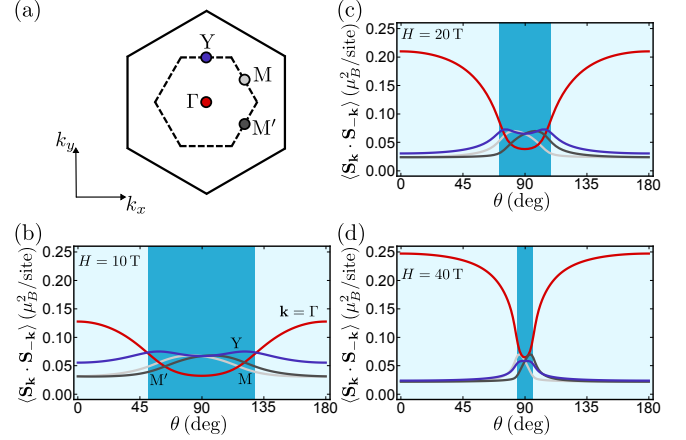 (a)
Y
M
Γ
M′
k_y
k_x
(b)
⟨S_k · S_−k⟩ (μ_B^2/site)
0.25
0.20
0.15
0.10
0.05
0.00
H = 10 T
k = Γ
Y
M′
M
0
45
90
135
180
θ (deg)
(c)
⟨S_k · S_−k⟩ (μ_B^2/site)
0.25
0.20
0.15
0.10
0.05
0.00
H = 20 T
0
45
90
135
180
θ (deg)
(d)
⟨S_k · S_−k⟩ (μ_B^2/site)
0.25
0.20
0.15
0.10
0.05
0.00
H = 40 T
0
45
90
135
180
θ (deg)